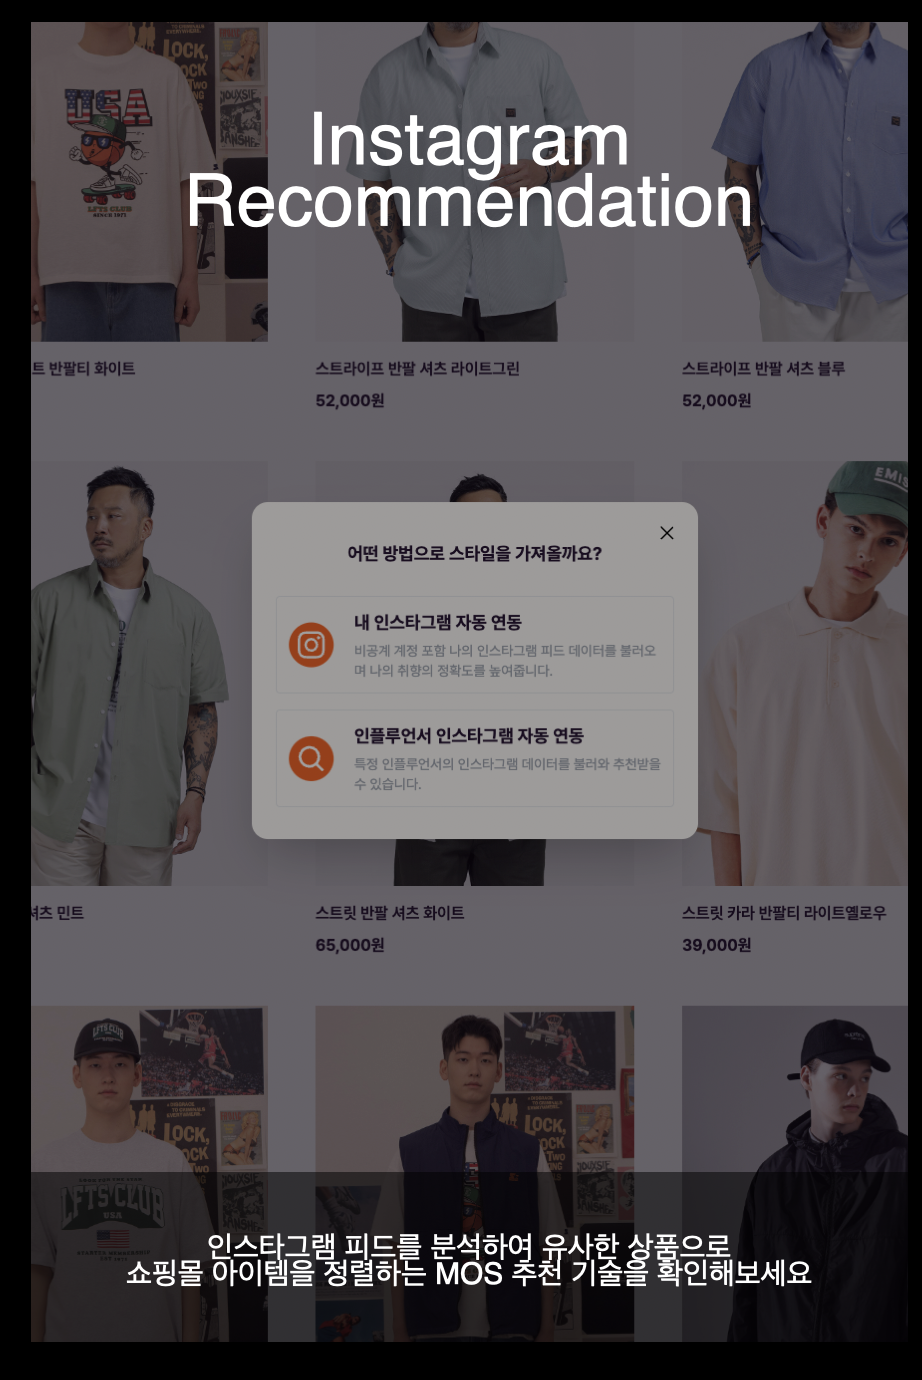 Instagram
Recommendation
USA
LFTS CLUB
SINCE 1971
트 반팔티 화이트
스트라이프 반팔 셔츠 라이트그린
스트라이프 반팔 셔츠 블루
52,000원
52,000원
EMIS
어떤 방법으로 스타일을 가져올까요?
내 인스타그램 자동 연동
비공계 계정 포함 나의 인스타그램 피드 데이터를 불러오
며 나의 취향의 정확도를 높여줍니다.
인플루언서 인스타그램 자동 연동
특정 인플루언서의 인스타그램 데이터를 불러와 추천받을
수 있습니다.
셔츠 민트
스트릿 반팔 셔츠 화이트
스트릿 카라 반팔티 라이트옐로우
65,000원
39,000원
LFTS CLUB
LFTS CLUB
USA
인스타그램 피드를 분석하여 유사한 상품으로
쇼핑몰 아이템을 정렬하는 MOS 추천 기술을 확인해보세요